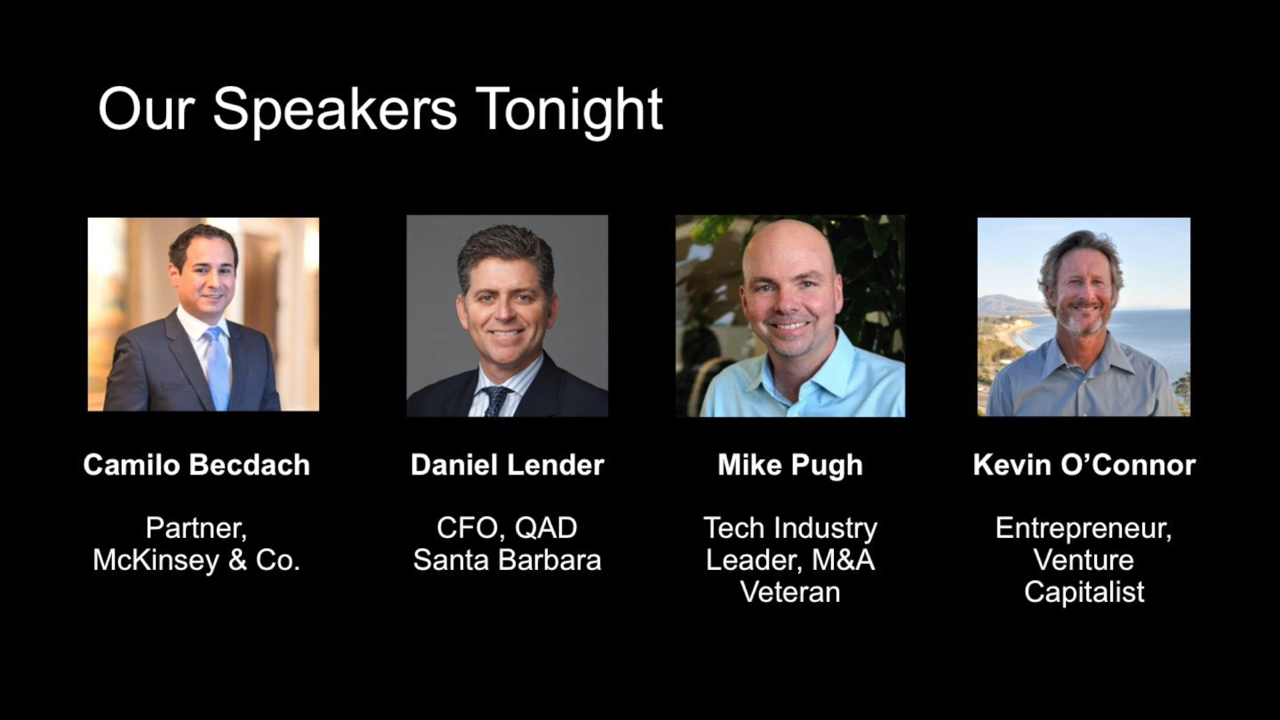 Our Speakers Tonight
Camilo Becdach
Partner,
McKinsey & Co.
Daniel Lender
CFO, QAD
Santa Barbara
Mike Pugh
Tech Industry
Leader, M&A
Veteran
Kevin O’Connor
Entrepreneur,
Venture
Capitalist